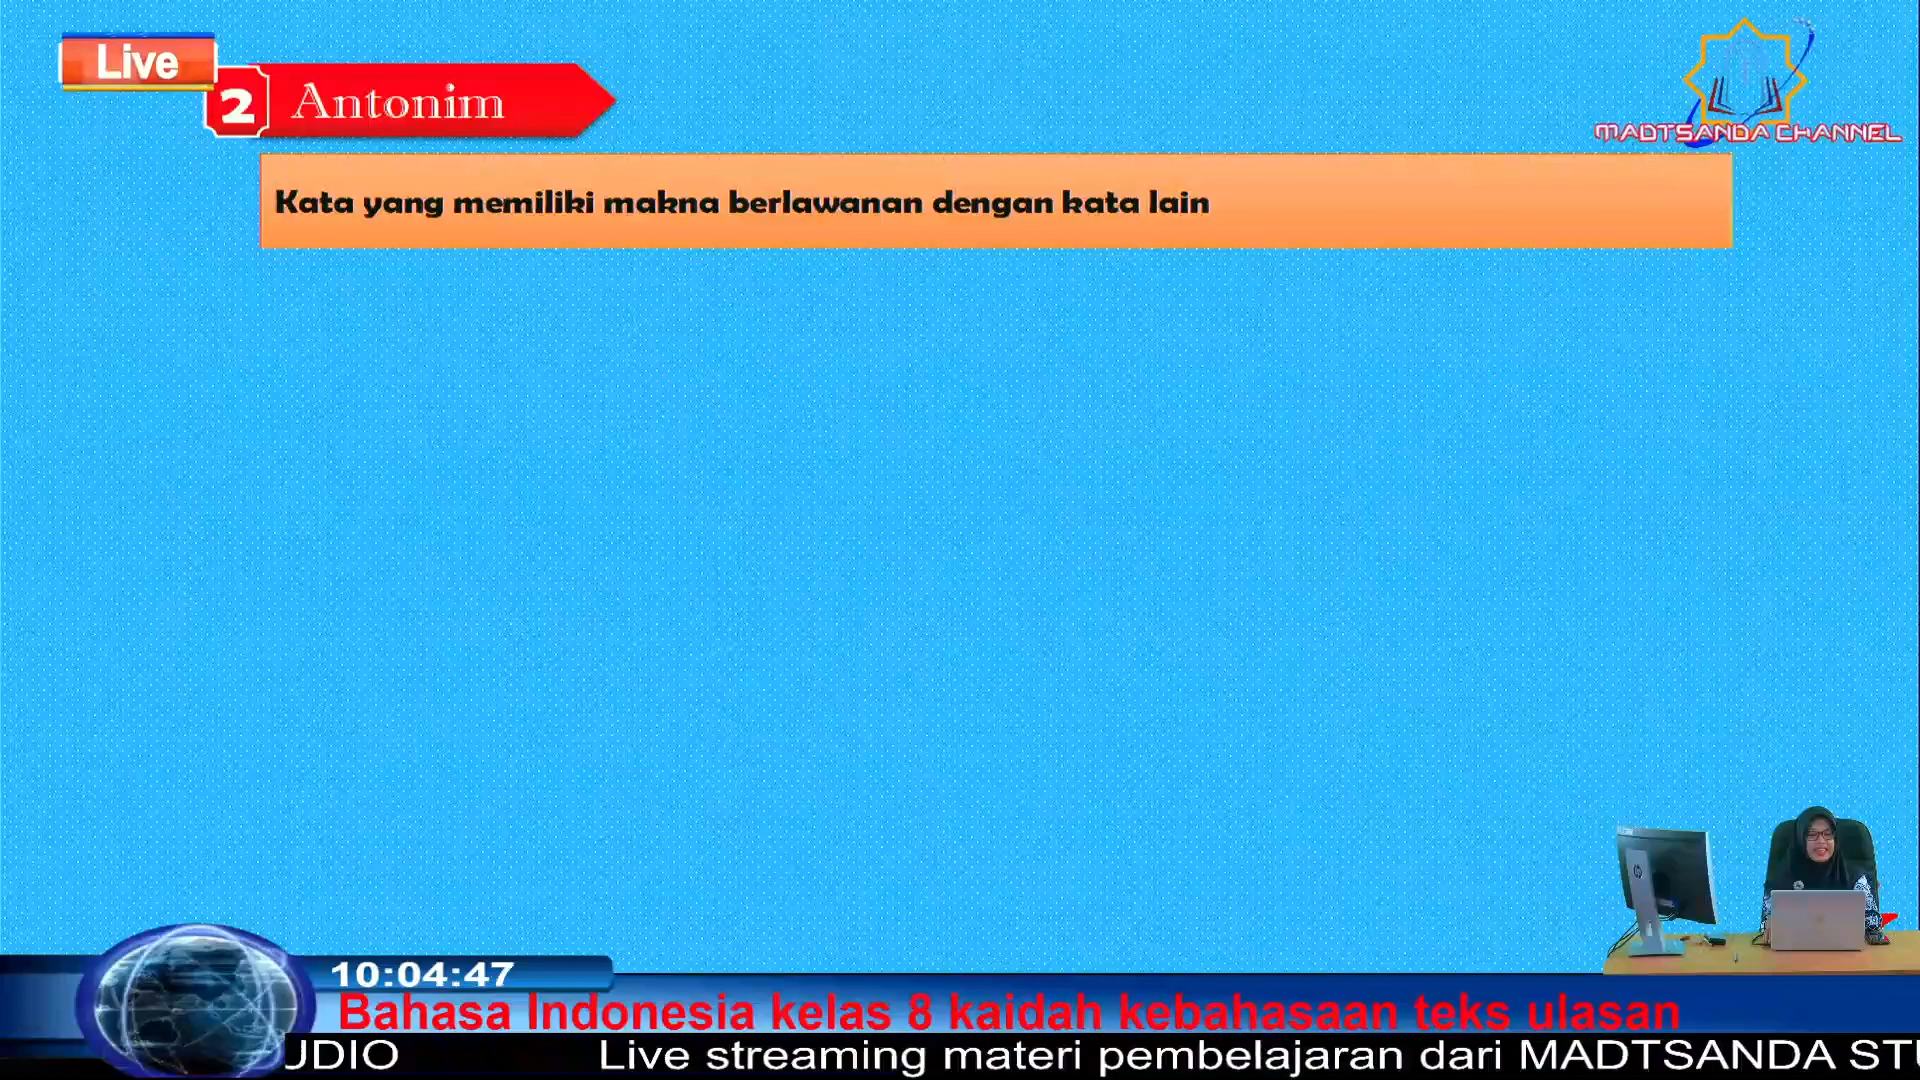 Live
2 Antonim
MADTSANDA CHANNEL
Kata yang memiliki makna berlawanan dengan kata lain
10:04:47
Bahasa Indonesia kelas 8 kaidah kebahasaan teks ulasan
UDIO Live streaming materi pembelajaran dari MADTSANDA STU